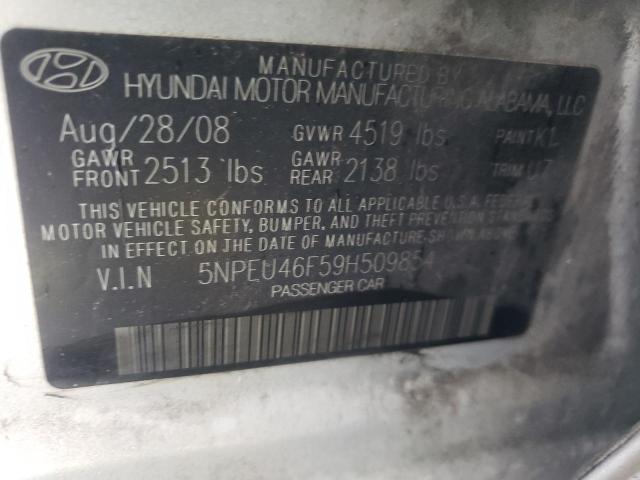 MANUFACTURED BY
HYUNDAI MOTOR MANUFACTURING ALABAMA, LLC
Aug/28/08 GVWR 4519 lbs PAINT K1
GAWR FRONT 2513 lbs GAWR REAR 2138 lbs TRIM U7
THIS VEHICLE CONFORMS TO ALL APPLICABLE U.S.A. FEDERAL
MOTOR VEHICLE SAFETY, BUMPER, AND THEFT PREVENTION STANDARDS
IN EFFECT ON THE DATE OF MANUFACTURE SHOWN ABOVE
V.I.N 5NPEU46F59H509854
PASSENGER CAR